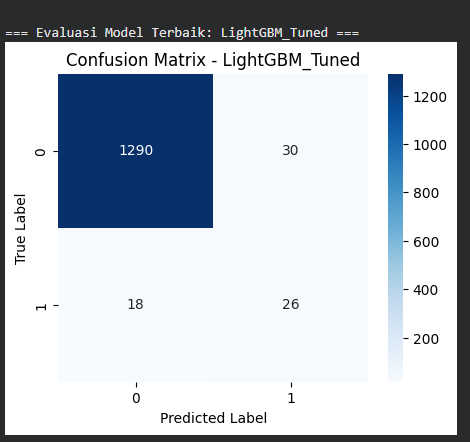 === Evaluasi Model Terbaik: LightGBM_Tuned ===
Confusion Matrix - LightGBM_Tuned
1290 30
18 26
0
1
True Label
0 1
Predicted Label
1200
1000
800
600
400
200